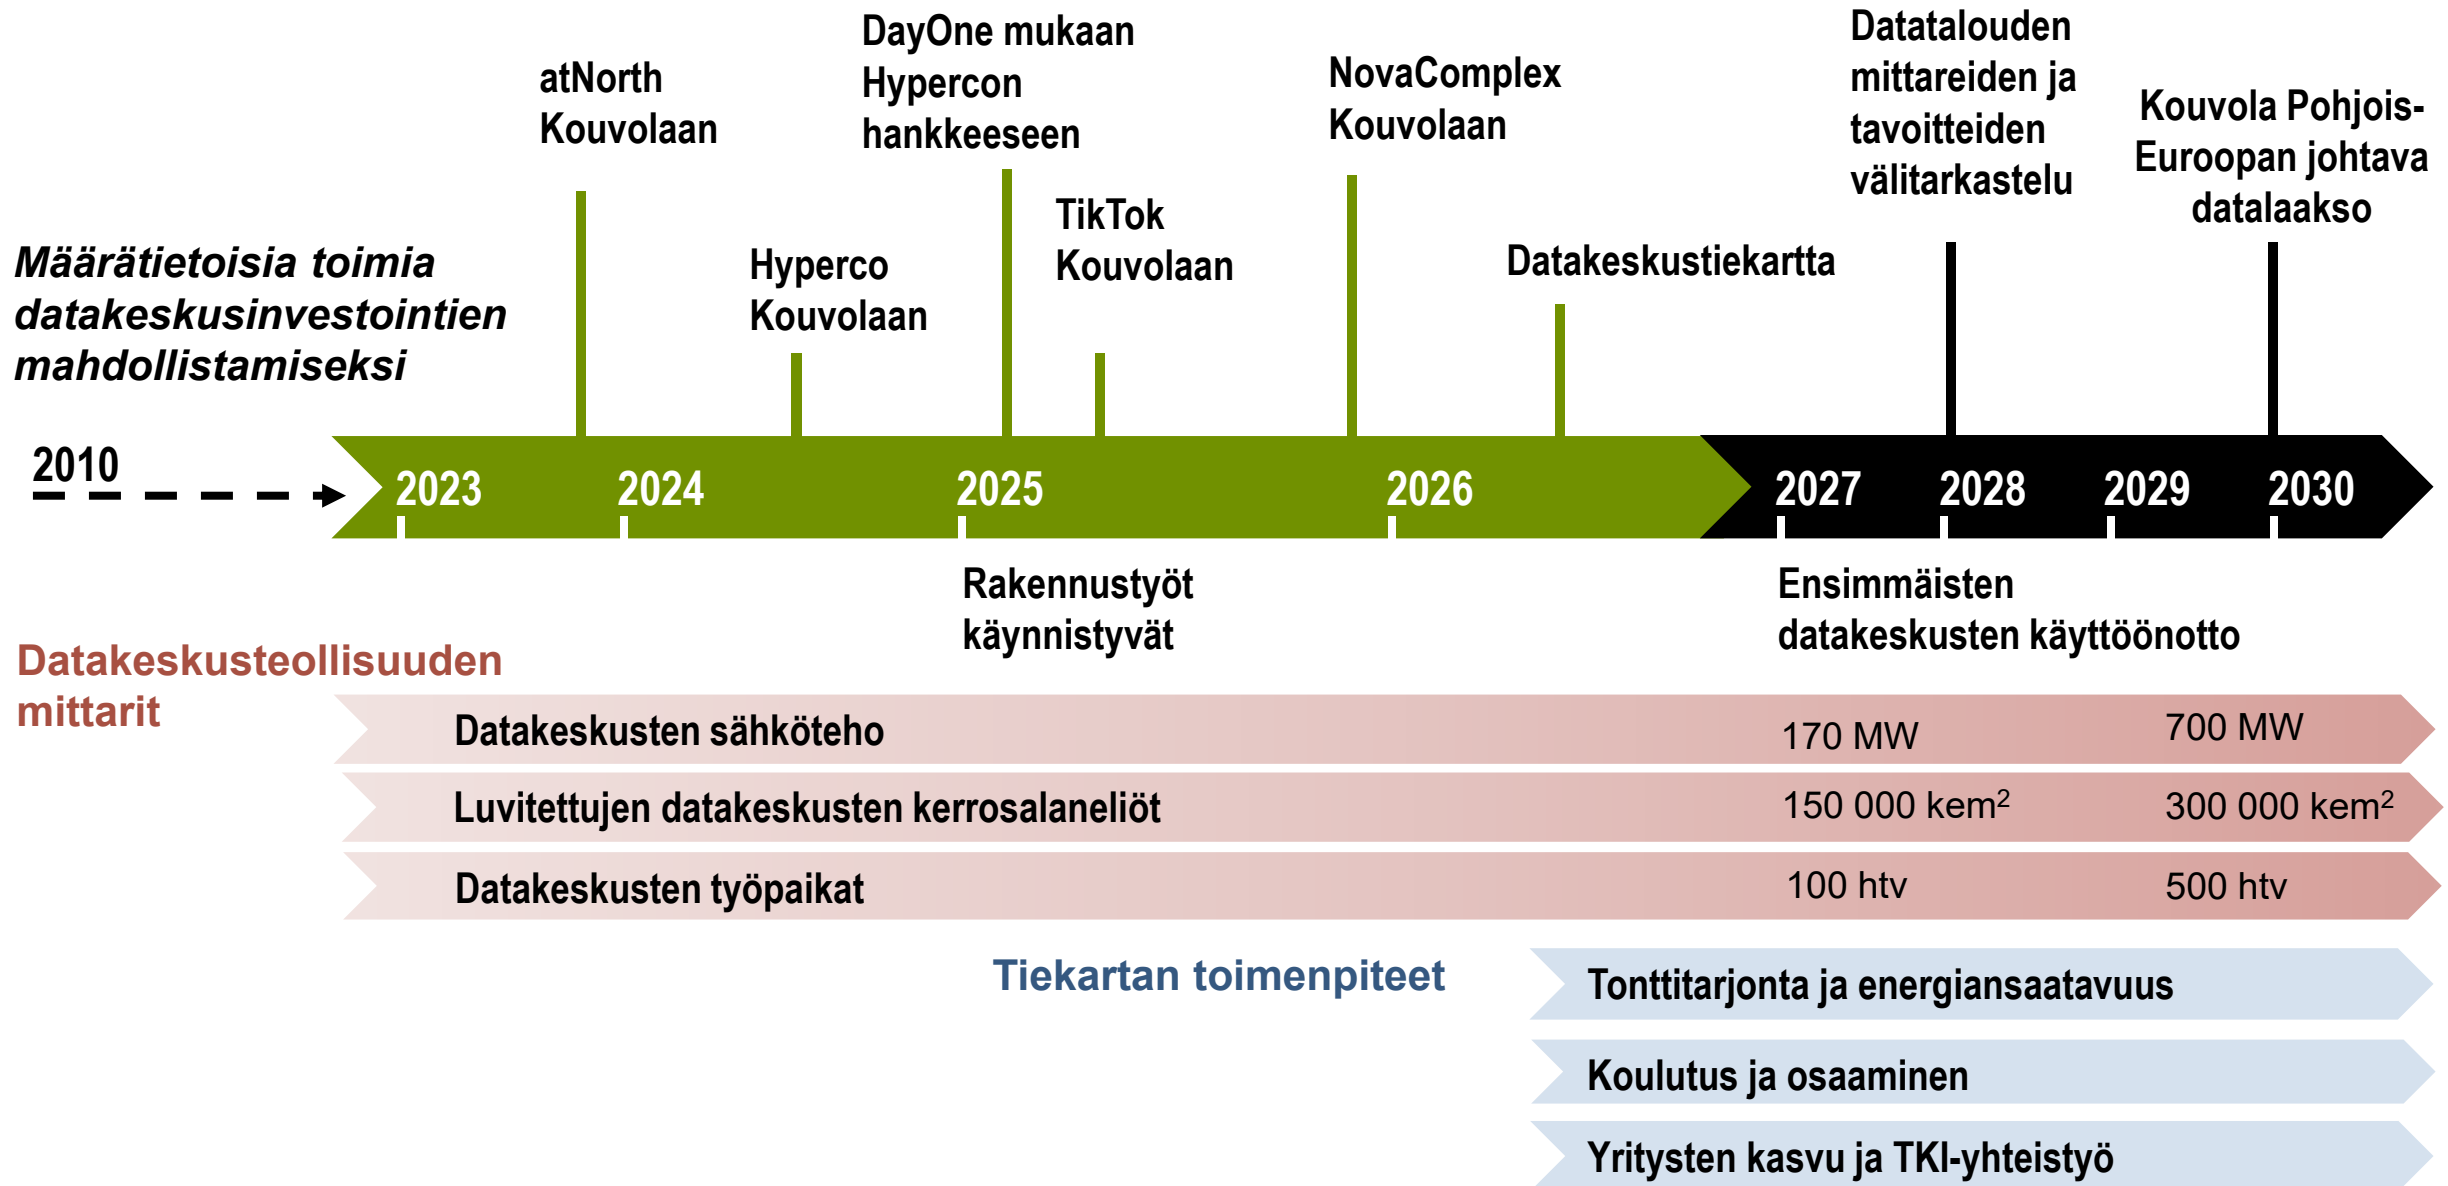 atNorth
Kouvolaan
DayOne mukaan
Hypercon
hankkeeseen
NovaComplex
Kouvolaan
Datatalouden
mittareiden ja
tavoitteiden
välitarkastelu
Kouvola Pohjois-
Euroopan johtava
datalaakso
Määrätietoisia toimia
datakeskusinvestointien
mahdollistamiseksi
Hyperco
Kouvolaan
TikTok
Kouvolaan
Datakeskustiekartta
2010
2023 2024 2025 2026 2027 2028 2029 2030
Rakennustyöt
käynnistyvät
Ensimmäisten
datakeskusten käyttöönotto
Datakeskusteollisuuden
mittarit
Datakeskusten sähköteho 170 MW 700 MW
Luvitettujen datakeskusten kerrosalaneliöt 150 000 kem² 300 000 kem²
Datakeskusten työpaikat 100 htv 500 htv
Tiekartan toimenpiteet
Tonttitarjonta ja energiansaatavuus
Koulutus ja osaaminen
Yritysten kasvu ja TKI-yhteistyö